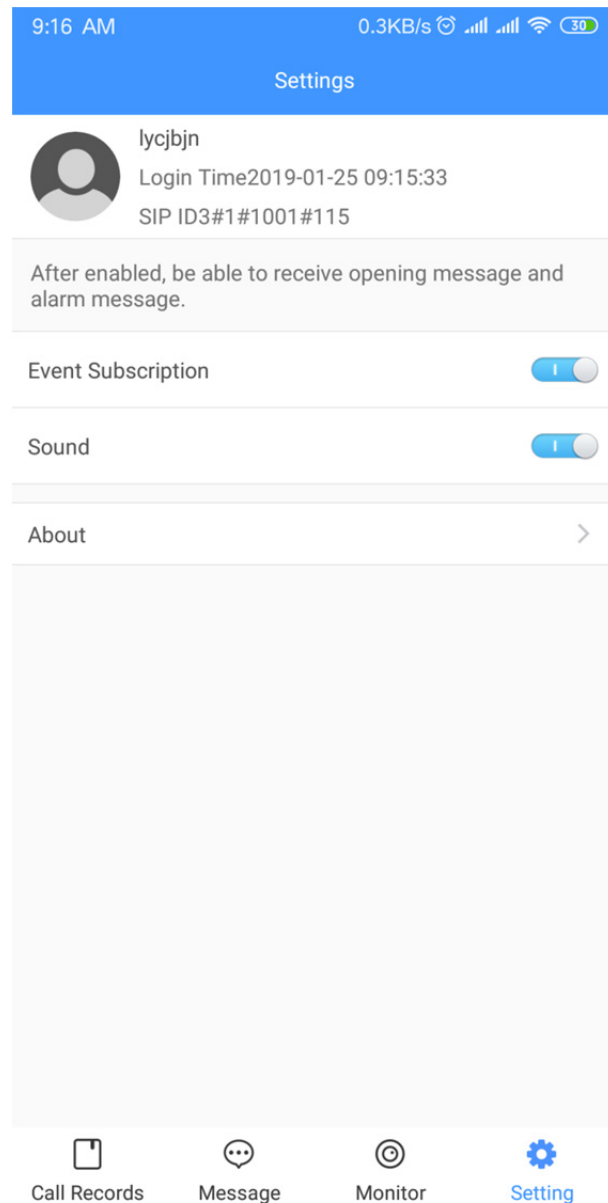 9:16 AM 0.3KB/s 30
Settings
lycjbjn
Login Time2019-01-25 09:15:33
SIP ID3#1#1001#115
After enabled, be able to receive opening message and
alarm message.
Event Subscription
Sound
About
Call Records Message Monitor Setting